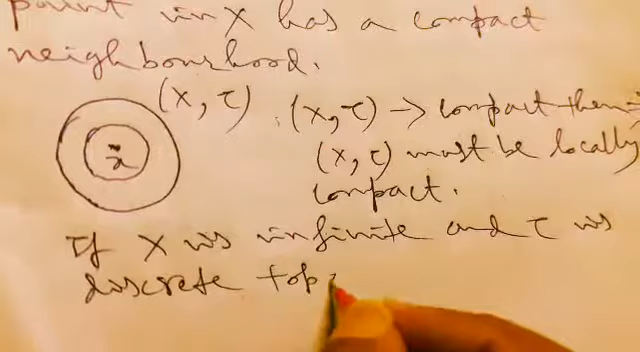 point in X has a compact
neighbourhood.
(X, τ)
(X, τ) → compact then
(X, τ) must be locally
compact.
x
If X is infinite and τ is
discrete top